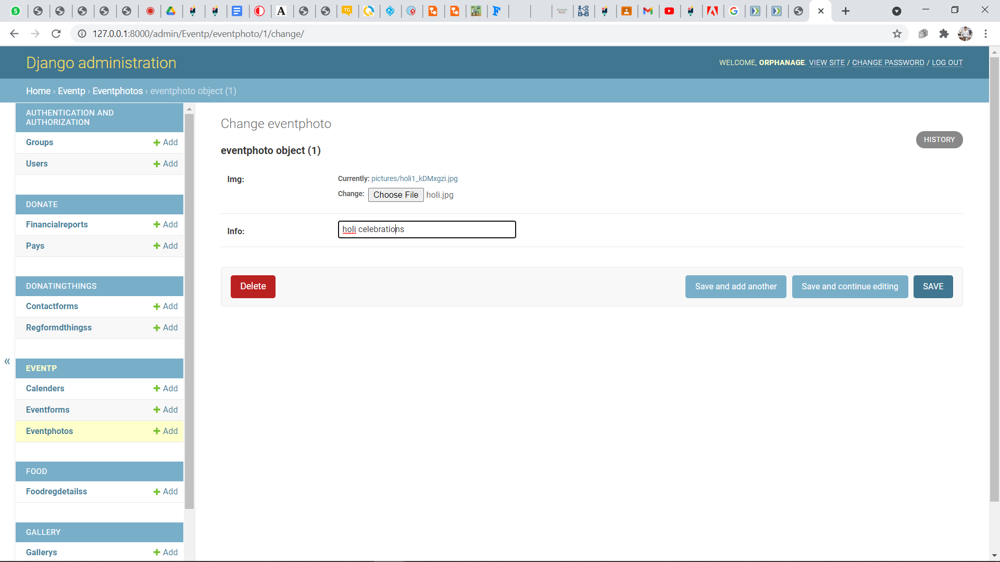 127.0.0.1:8000/admin/Eventp/eventphoto/1/change/
Django administration
WELCOME, ORPHANAGE. VIEW SITE / CHANGE PASSWORD / LOG OUT
Home › Eventp › Eventphotos › eventphoto object (1)
AUTHENTICATION AND
AUTHORIZATION
Groups Add
Users Add
DONATE
Financialreports Add
Pays Add
DONATINGTHINGS
Contactforms Add
Regformdthingss Add
«
EVENTP
Calenders Add
Eventforms Add
Eventphotos Add
FOOD
Foodregdetailss Add
GALLERY
Gallerys Add
Change eventphoto
HISTORY
eventphoto object (1)
Img: Currently: pictures/holi1_kDMxgzi.jpg
Change: Choose File holi.jpg
Info: holi celebrations
Delete Save and add another Save and continue editing SAVE